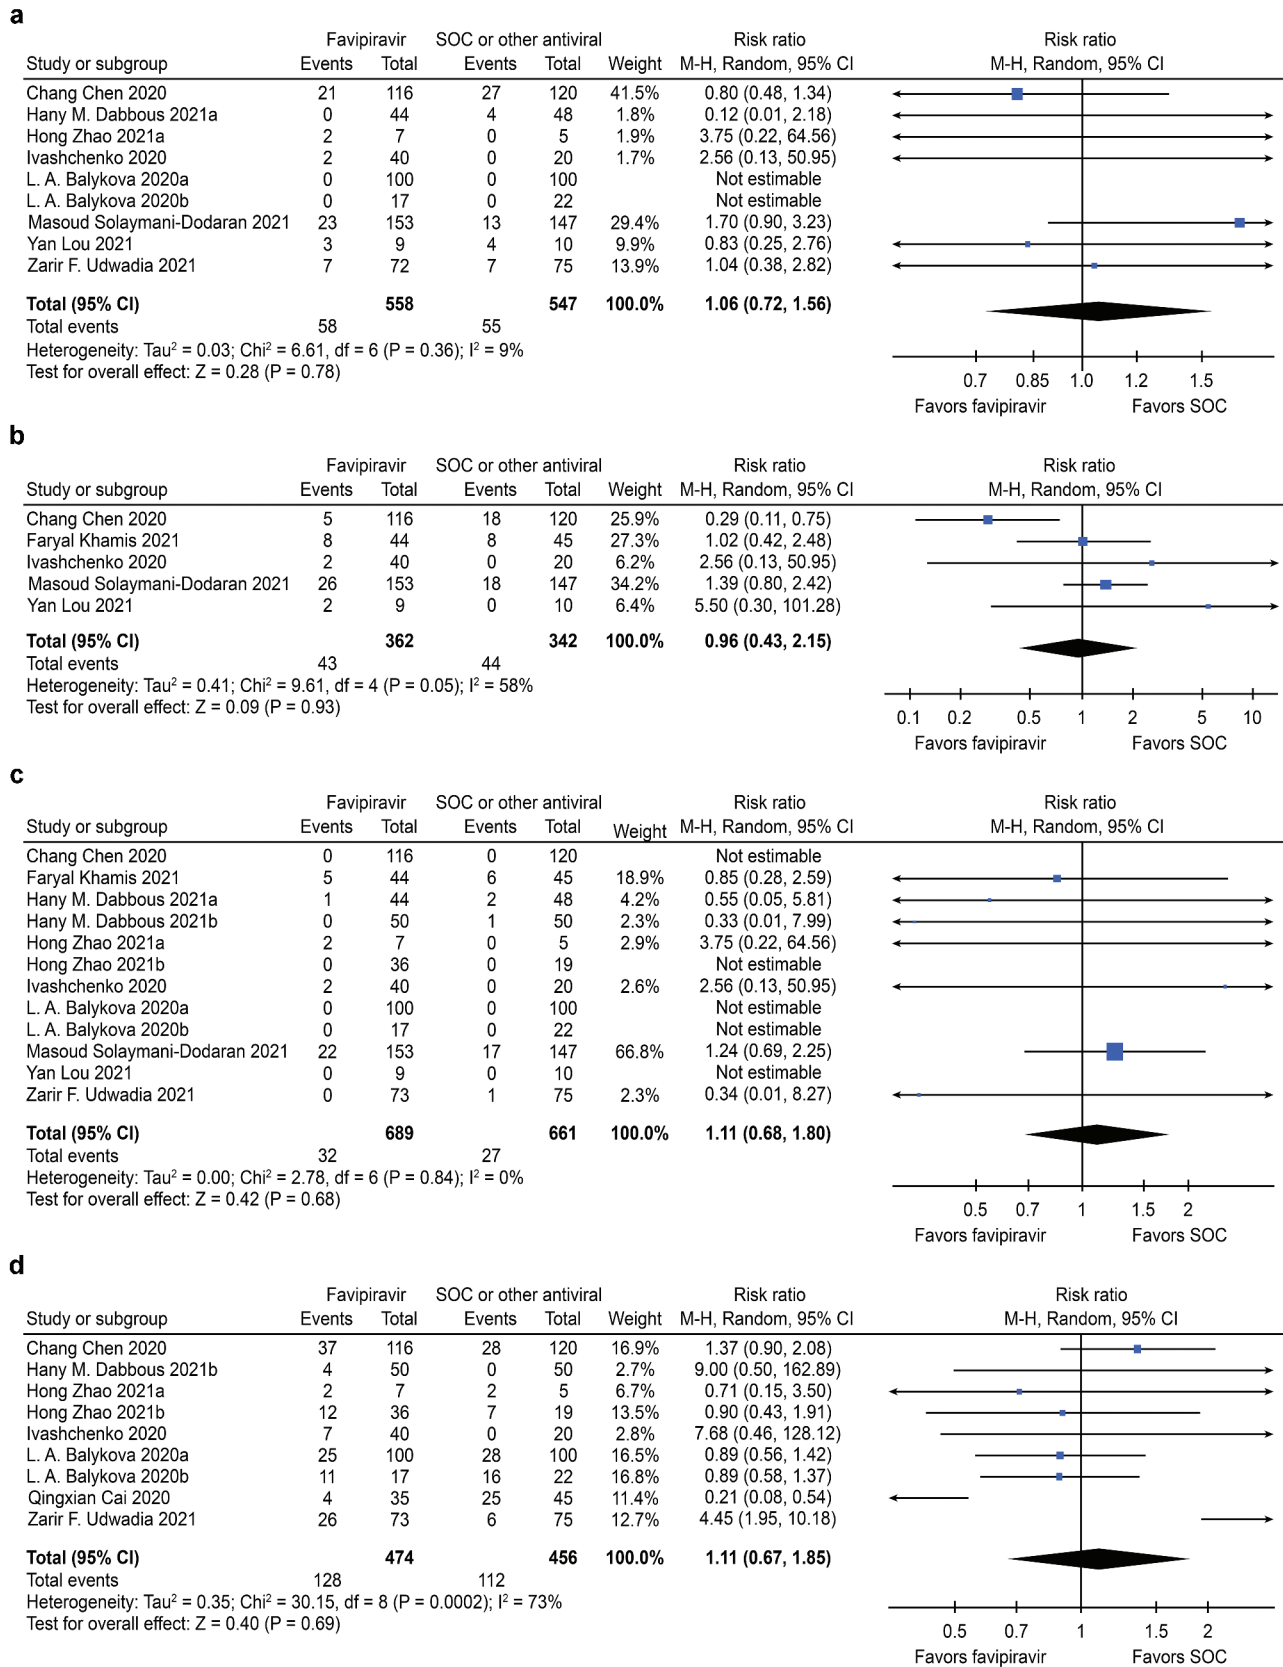 a
Favipiravir SOC or other antiviral Risk ratio Risk ratio
Study or subgroup Events Total Events Total Weight M-H, Random, 95% CI M-H, Random, 95% CI
Chang Chen 2020 21 116 27 120 41.5% 0.80 (0.48, 1.34)
Hany M. Dabbous 2021a 0 44 4 48 1.8% 0.12 (0.01, 2.18)
Hong Zhao 2021a 2 7 0 5 1.9% 3.75 (0.22, 64.56)
Ivashchenko 2020 2 40 0 20 1.7% 2.56 (0.13, 50.95)
L. A. Balykova 2020a 0 100 0 100 Not estimable
L. A. Balykova 2020b 0 17 0 22 Not estimable
Masoud Solaymani-Dodaran 2021 23 153 13 147 29.4% 1.70 (0.90, 3.23)
Yan Lou 2021 3 9 4 10 9.9% 0.83 (0.25, 2.76)
Zarir F. Udwadia 2021 7 72 7 75 13.9% 1.04 (0.38, 2.82)
Total (95% CI) 558 547 100.0% 1.06 (0.72, 1.56)
Total events 58 55
Heterogeneity: Tau² = 0.03; Chi² = 6.61, df = 6 (P = 0.36); I² = 9%
Test for overall effect: Z = 0.28 (P = 0.78)
0.7 0.85 1.0 1.2 1.5
Favors favipiravir Favors SOC
b
Favipiravir SOC or other antiviral Risk ratio Risk ratio
Study or subgroup Events Total Events Total Weight M-H, Random, 95% CI M-H, Random, 95% CI
Chang Chen 2020 5 116 18 120 25.9% 0.29 (0.11, 0.75)
Faryal Khamis 2021 8 44 8 45 27.3% 1.02 (0.42, 2.48)
Ivashchenko 2020 2 40 0 20 6.2% 2.56 (0.13, 50.95)
Masoud Solaymani-Dodaran 2021 26 153 18 147 34.2% 1.39 (0.80, 2.42)
Yan Lou 2021 2 9 0 10 6.4% 5.50 (0.30, 101.28)
Total (95% CI) 362 342 100.0% 0.96 (0.43, 2.15)
Total events 43 44
Heterogeneity: Tau² = 0.41; Chi² = 9.61, df = 4 (P = 0.05); I² = 58%
Test for overall effect: Z = 0.09 (P = 0.93)
0.1 0.2 0.5 1 2 5 10
Favors favipiravir Favors SOC
c
Favipiravir SOC or other antiviral Risk ratio Risk ratio
Study or subgroup Events Total Events Total Weight M-H, Random, 95% CI M-H, Random, 95% CI
Chang Chen 2020 0 116 0 120 Not estimable
Faryal Khamis 2021 5 44 6 45 18.9% 0.85 (0.28, 2.59)
Hany M. Dabbous 2021a 1 44 2 48 4.2% 0.55 (0.05, 5.81)
Hany M. Dabbous 2021b 0 50 1 50 2.3% 0.33 (0.01, 7.99)
Hong Zhao 2021a 2 7 0 5 2.9% 3.75 (0.22, 64.56)
Hong Zhao 2021b 0 36 0 19 Not estimable
Ivashchenko 2020 2 40 0 20 2.6% 2.56 (0.13, 50.95)
L. A. Balykova 2020a 0 100 0 100 Not estimable
L. A. Balykova 2020b 0 17 0 22 Not estimable
Masoud Solaymani-Dodaran 2021 22 153 17 147 66.8% 1.24 (0.69, 2.25)
Yan Lou 2021 0 9 0 10 Not estimable
Zarir F. Udwadia 2021 0 73 1 75 2.3% 0.34 (0.01, 8.27)
Total (95% CI) 689 661 100.0% 1.11 (0.68, 1.80)
Total events 32 27
Heterogeneity: Tau² = 0.00; Chi² = 2.78, df = 6 (P = 0.84); I² = 0%
Test for overall effect: Z = 0.42 (P = 0.68)
0.5 0.7 1 1.5 2
Favors favipiravir Favors SOC
d
Favipiravir SOC or other antiviral Risk ratio Risk ratio
Study or subgroup Events Total Events Total Weight M-H, Random, 95% CI M-H, Random, 95% CI
Chang Chen 2020 37 116 28 120 16.9% 1.37 (0.90, 2.08)
Hany M. Dabbous 2021b 4 50 0 50 2.7% 9.00 (0.50, 162.89)
Hong Zhao 2021a 2 7 2 5 6.7% 0.71 (0.15, 3.50)
Hong Zhao 2021b 12 36 7 19 13.5% 0.90 (0.43, 1.91)
Ivashchenko 2020 7 40 0 20 2.8% 7.68 (0.46, 128.12)
L. A. Balykova 2020a 25 100 28 100 16.5% 0.89 (0.56, 1.42)
L. A. Balykova 2020b 11 17 16 22 16.8% 0.89 (0.58, 1.37)
Qingxian Cai 2020 4 35 25 45 11.4% 0.21 (0.08, 0.54)
Zarir F. Udwadia 2021 26 73 6 75 12.7% 4.45 (1.95, 10.18)
Total (95% CI) 474 456 100.0% 1.11 (0.67, 1.85)
Total events 128 112
Heterogeneity: Tau² = 0.35; Chi² = 30.15, df = 8 (P = 0.0002); I² = 73%
Test for overall effect: Z = 0.40 (P = 0.69)
0.5 0.7 1 1.5 2
Favors favipiravir Favors SOC